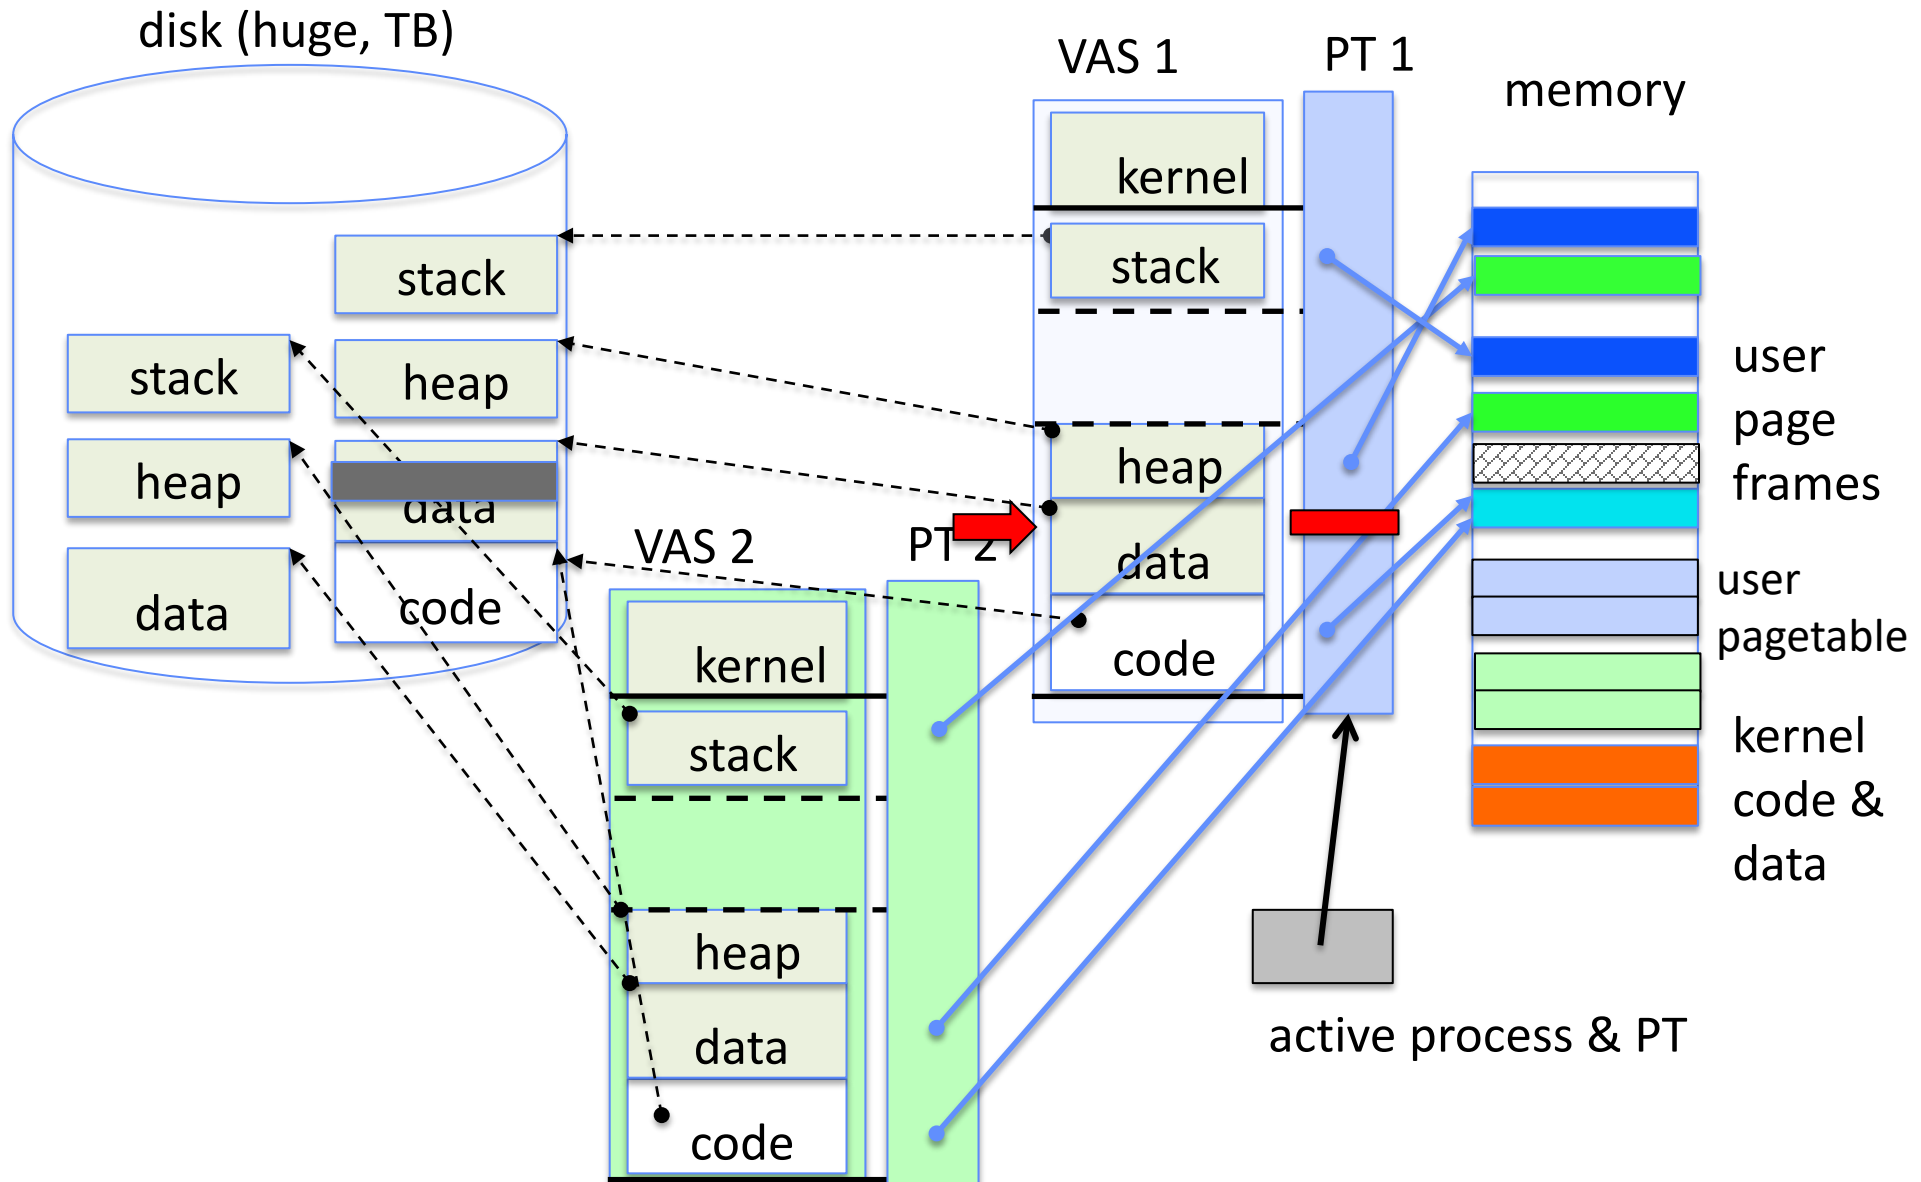 disk (huge, TB)
VAS 1
PT 1
memory
kernel
stack
stack
heap
stack
heap
data
code
heap
data
heap
data
code
user
page
frames
user
pagetable
kernel
code &
data
VAS 2
PT 2
kernel
stack
heap
data
code
active process & PT